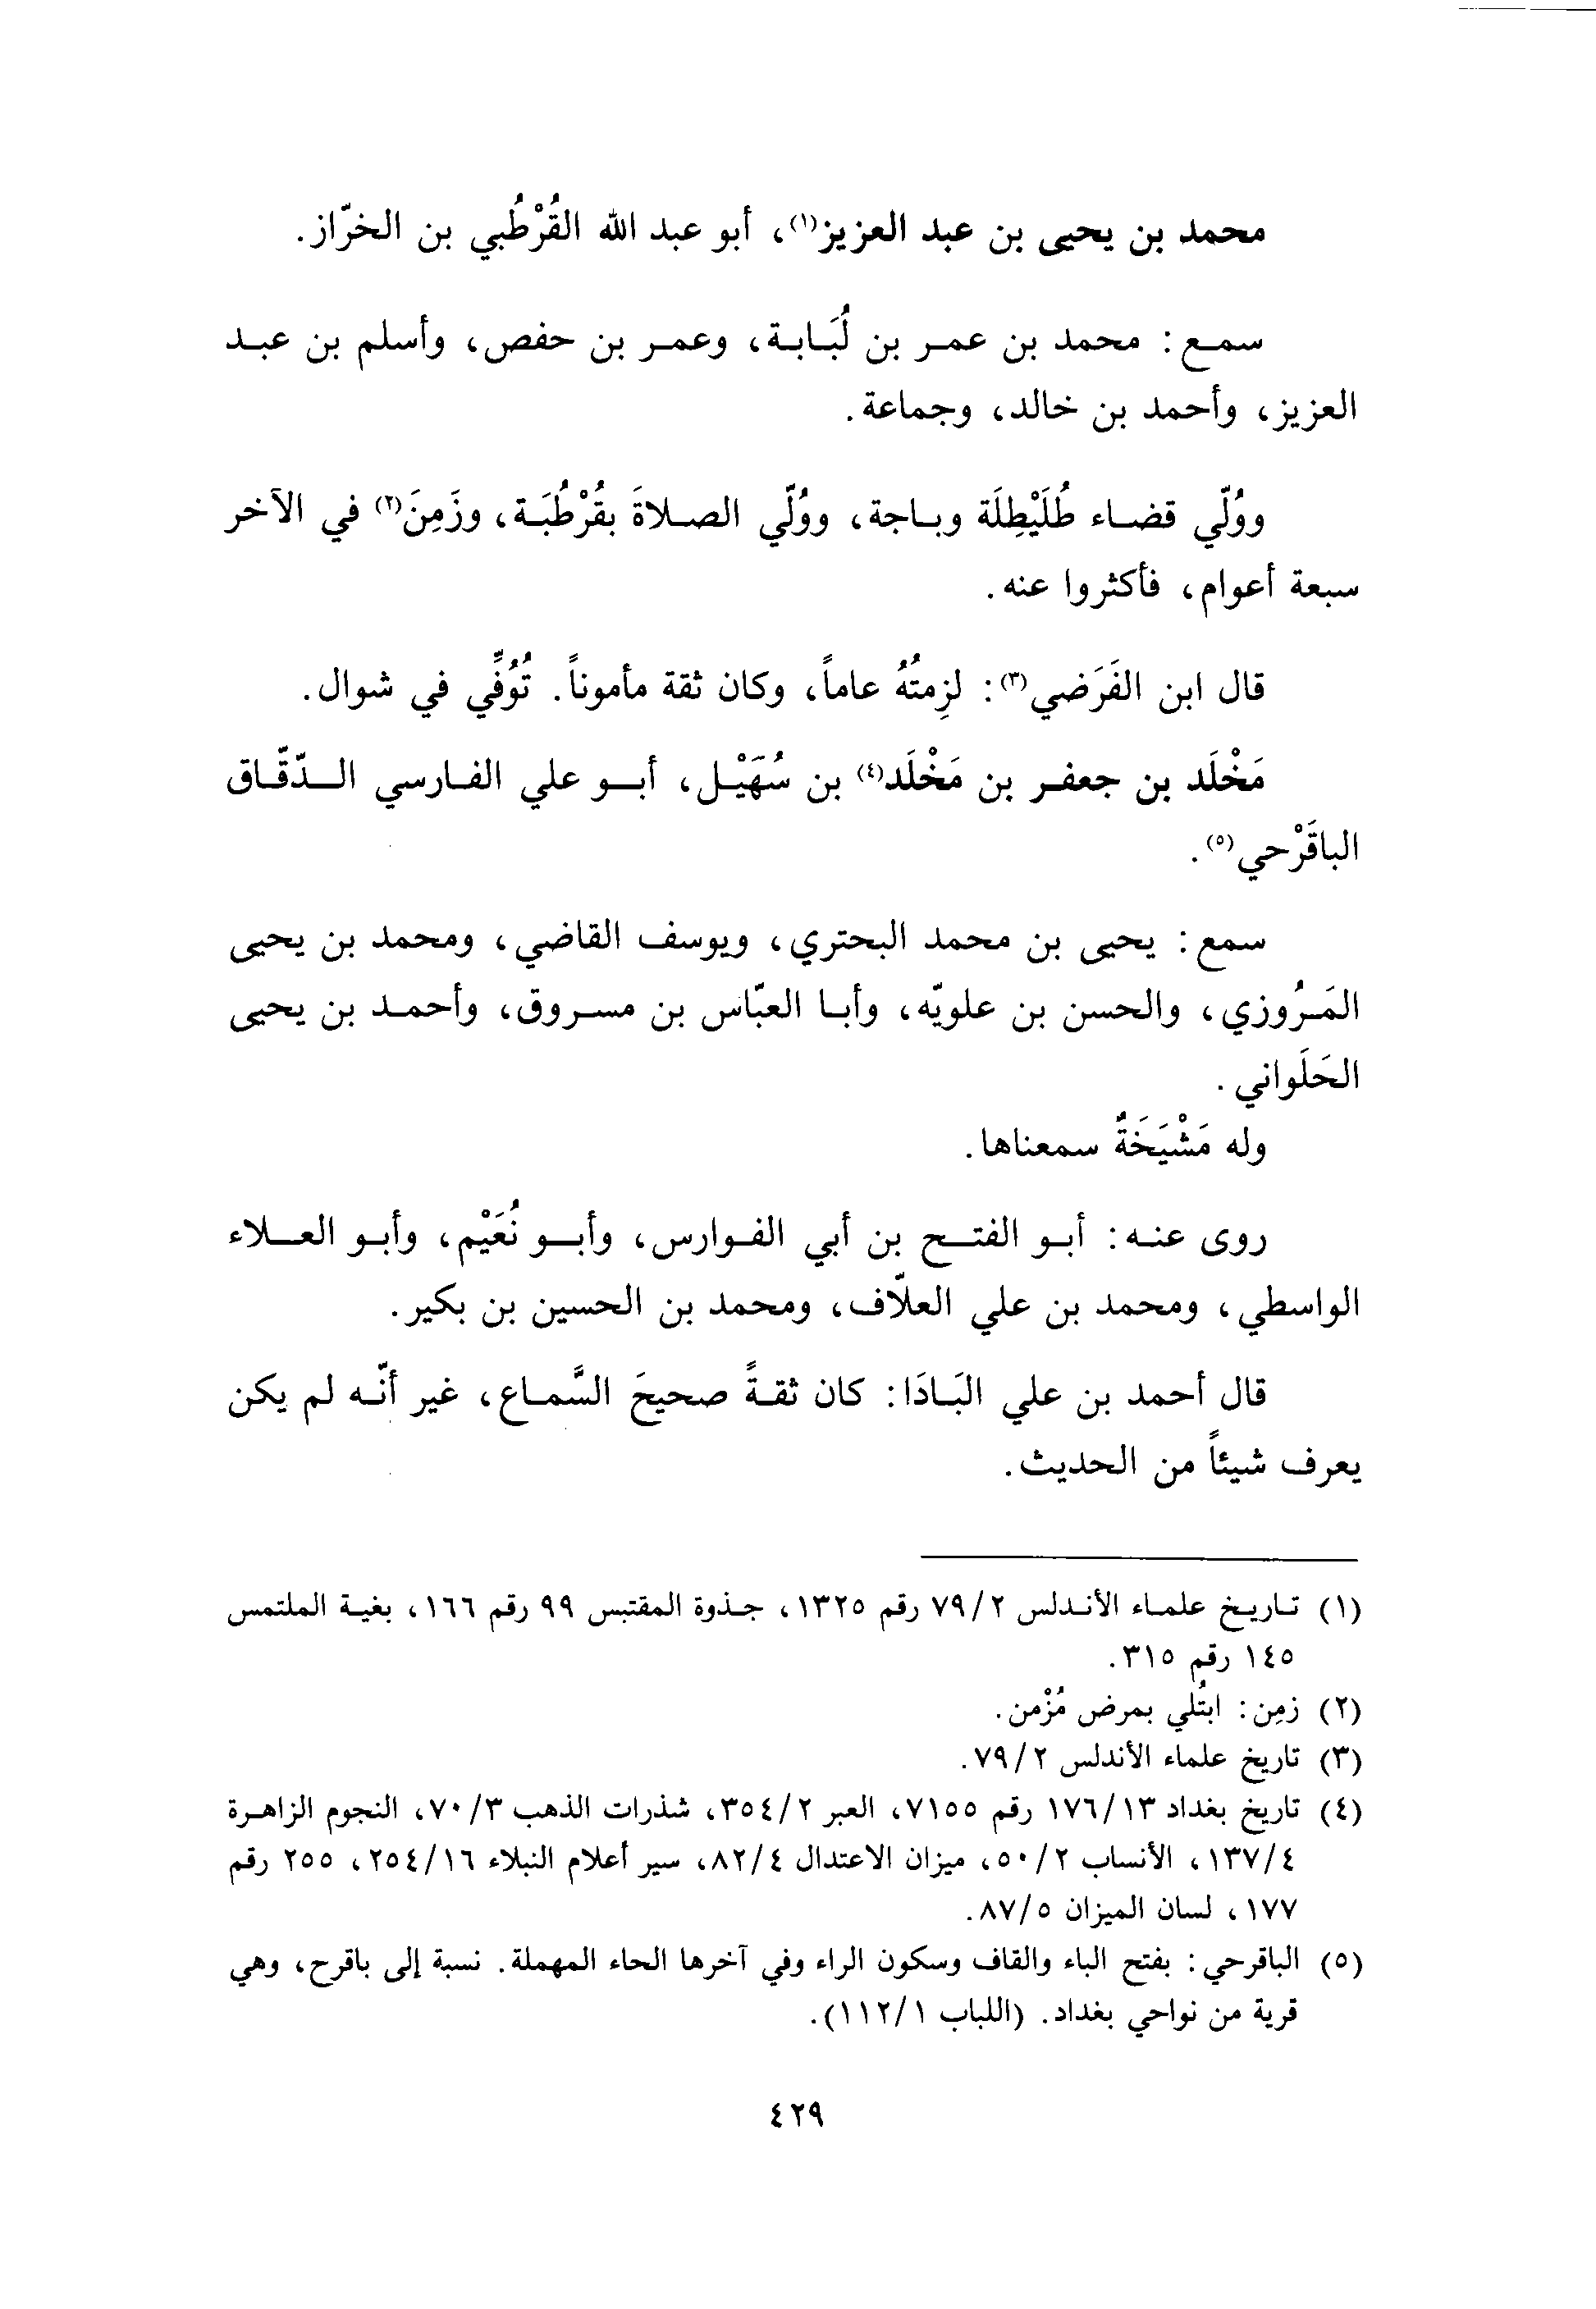 محمد بن يحيى بن عبد العزيز(١)، أبو عبد الله القُرْطُبي بن الخرّاز.
سمع: محمد بن عمر بن لُبَابة، وعمر بن حفص، وأسلم بن عبد
العزيز، وأحمد بن خالد، وجماعة.
ووُلّي قضاء طُلَيْطِلَة وباجة، ووُلّي الصلاةَ بقُرْطُبَة، وزَمِنَ(٢) في الآخر
سبعة أعوام، فأكثروا عنه.
قال ابن الفَرَضي(٣): لزِمتُهُ عاماً، وكان ثقة مأموناً. تُوُفِّي في شوال.
مَخْلَد بن جعفر بن مَخْلَد(٤) بن سُهَيْل، أبو علي الفارسي الدّقّاق
الباقَرْحي(٥).
سمع: يحيى بن محمد البحتري، ويوسف القاضي، ومحمد بن يحيى
المَرُوزي، والحسن بن علويّه، وأبا العبّاس بن مسروق، وأحمد بن يحيى
الحَلَواني.
وله مَشْيَخَةٌ سمعناها.
روى عنه: أبو الفتح بن أبي الفوارس، وأبو نُعَيْم، وأبو العلاء
الواسطي، ومحمد بن علي العلّاف، ومحمد بن الحسين بن بكير.
قال أحمد بن علي البَادَا: كان ثقةً صحيحَ السَّماع، غير أنّه لم يكن
يعرف شيئاً من الحديث.
(١) تاريخ علماء الأندلس ٧٩/٢ رقم ١٣٢٥، جذوة المقتبس ٩٩ رقم ١٦٦، بغية الملتمس
١٤٥ رقم ٣١٥.
(٢) زمِن: ابتُلي بمرض مُزْمن.
(٣) تاريخ علماء الأندلس ٧٩/٢.
(٤) تاريخ بغداد ١٧٦/١٣ رقم ٧١٥٥، العبر ٣٥٤/٢، شذرات الذهب ٧٠/٣، النجوم الزاهرة
١٣٧/٤، الأنساب ٥٠/٢، ميزان الاعتدال ٨٢/٤، سير أعلام النبلاء ٢٥٤/١٦، ٢٥٥ رقم
١٧٧، لسان الميزان ٨٧/٥.
(٥) الباقرحي: بفتح الباء والقاف وسكون الراء وفي آخرها الحاء المهملة. نسبة إلى باقرح، وهي
قرية من نواحي بغداد. (اللباب ١١٢/١).
٤٢٩